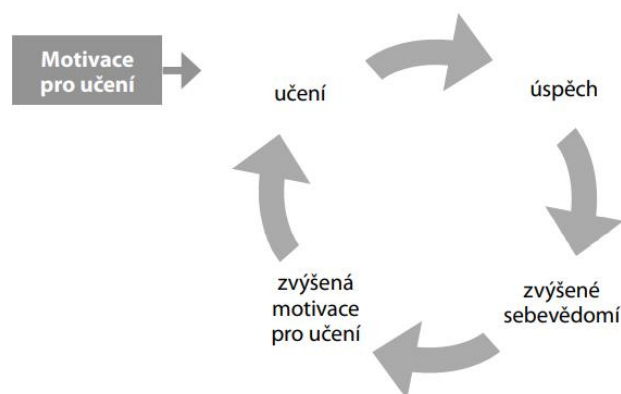 Motivace
pro učení
učení
úspěch
zvýšené
sebevědomí
zvýšená
motivace
pro učení